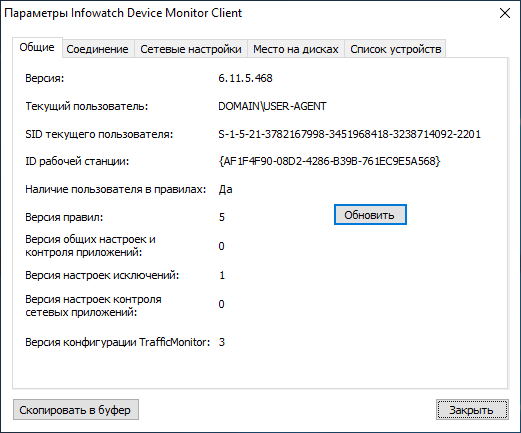 Параметры Infowatch Device Monitor Client
Общие Соединение Сетевые настройки Место на дисках Список устройств
Версия: 6.11.5.468
Текущий пользователь: DOMAIN\USER-AGENT
SID текущего пользователя: S-1-5-21-3782167998-3451968418-3238714092-2201
ID рабочей станции: {AF1F4F90-08D2-4286-B39B-761EC9E5A568}
Наличие пользователя в правилах: Да
Версия правил: 5 Обновить
Версия общих настроек и
контроля приложений: 0
Версия настроек исключений: 1
Версия настроек контроля
сетевых приложений: 0
Версия конфигурации TrafficMonitor: 3
Скопировать в буфер Закрыть